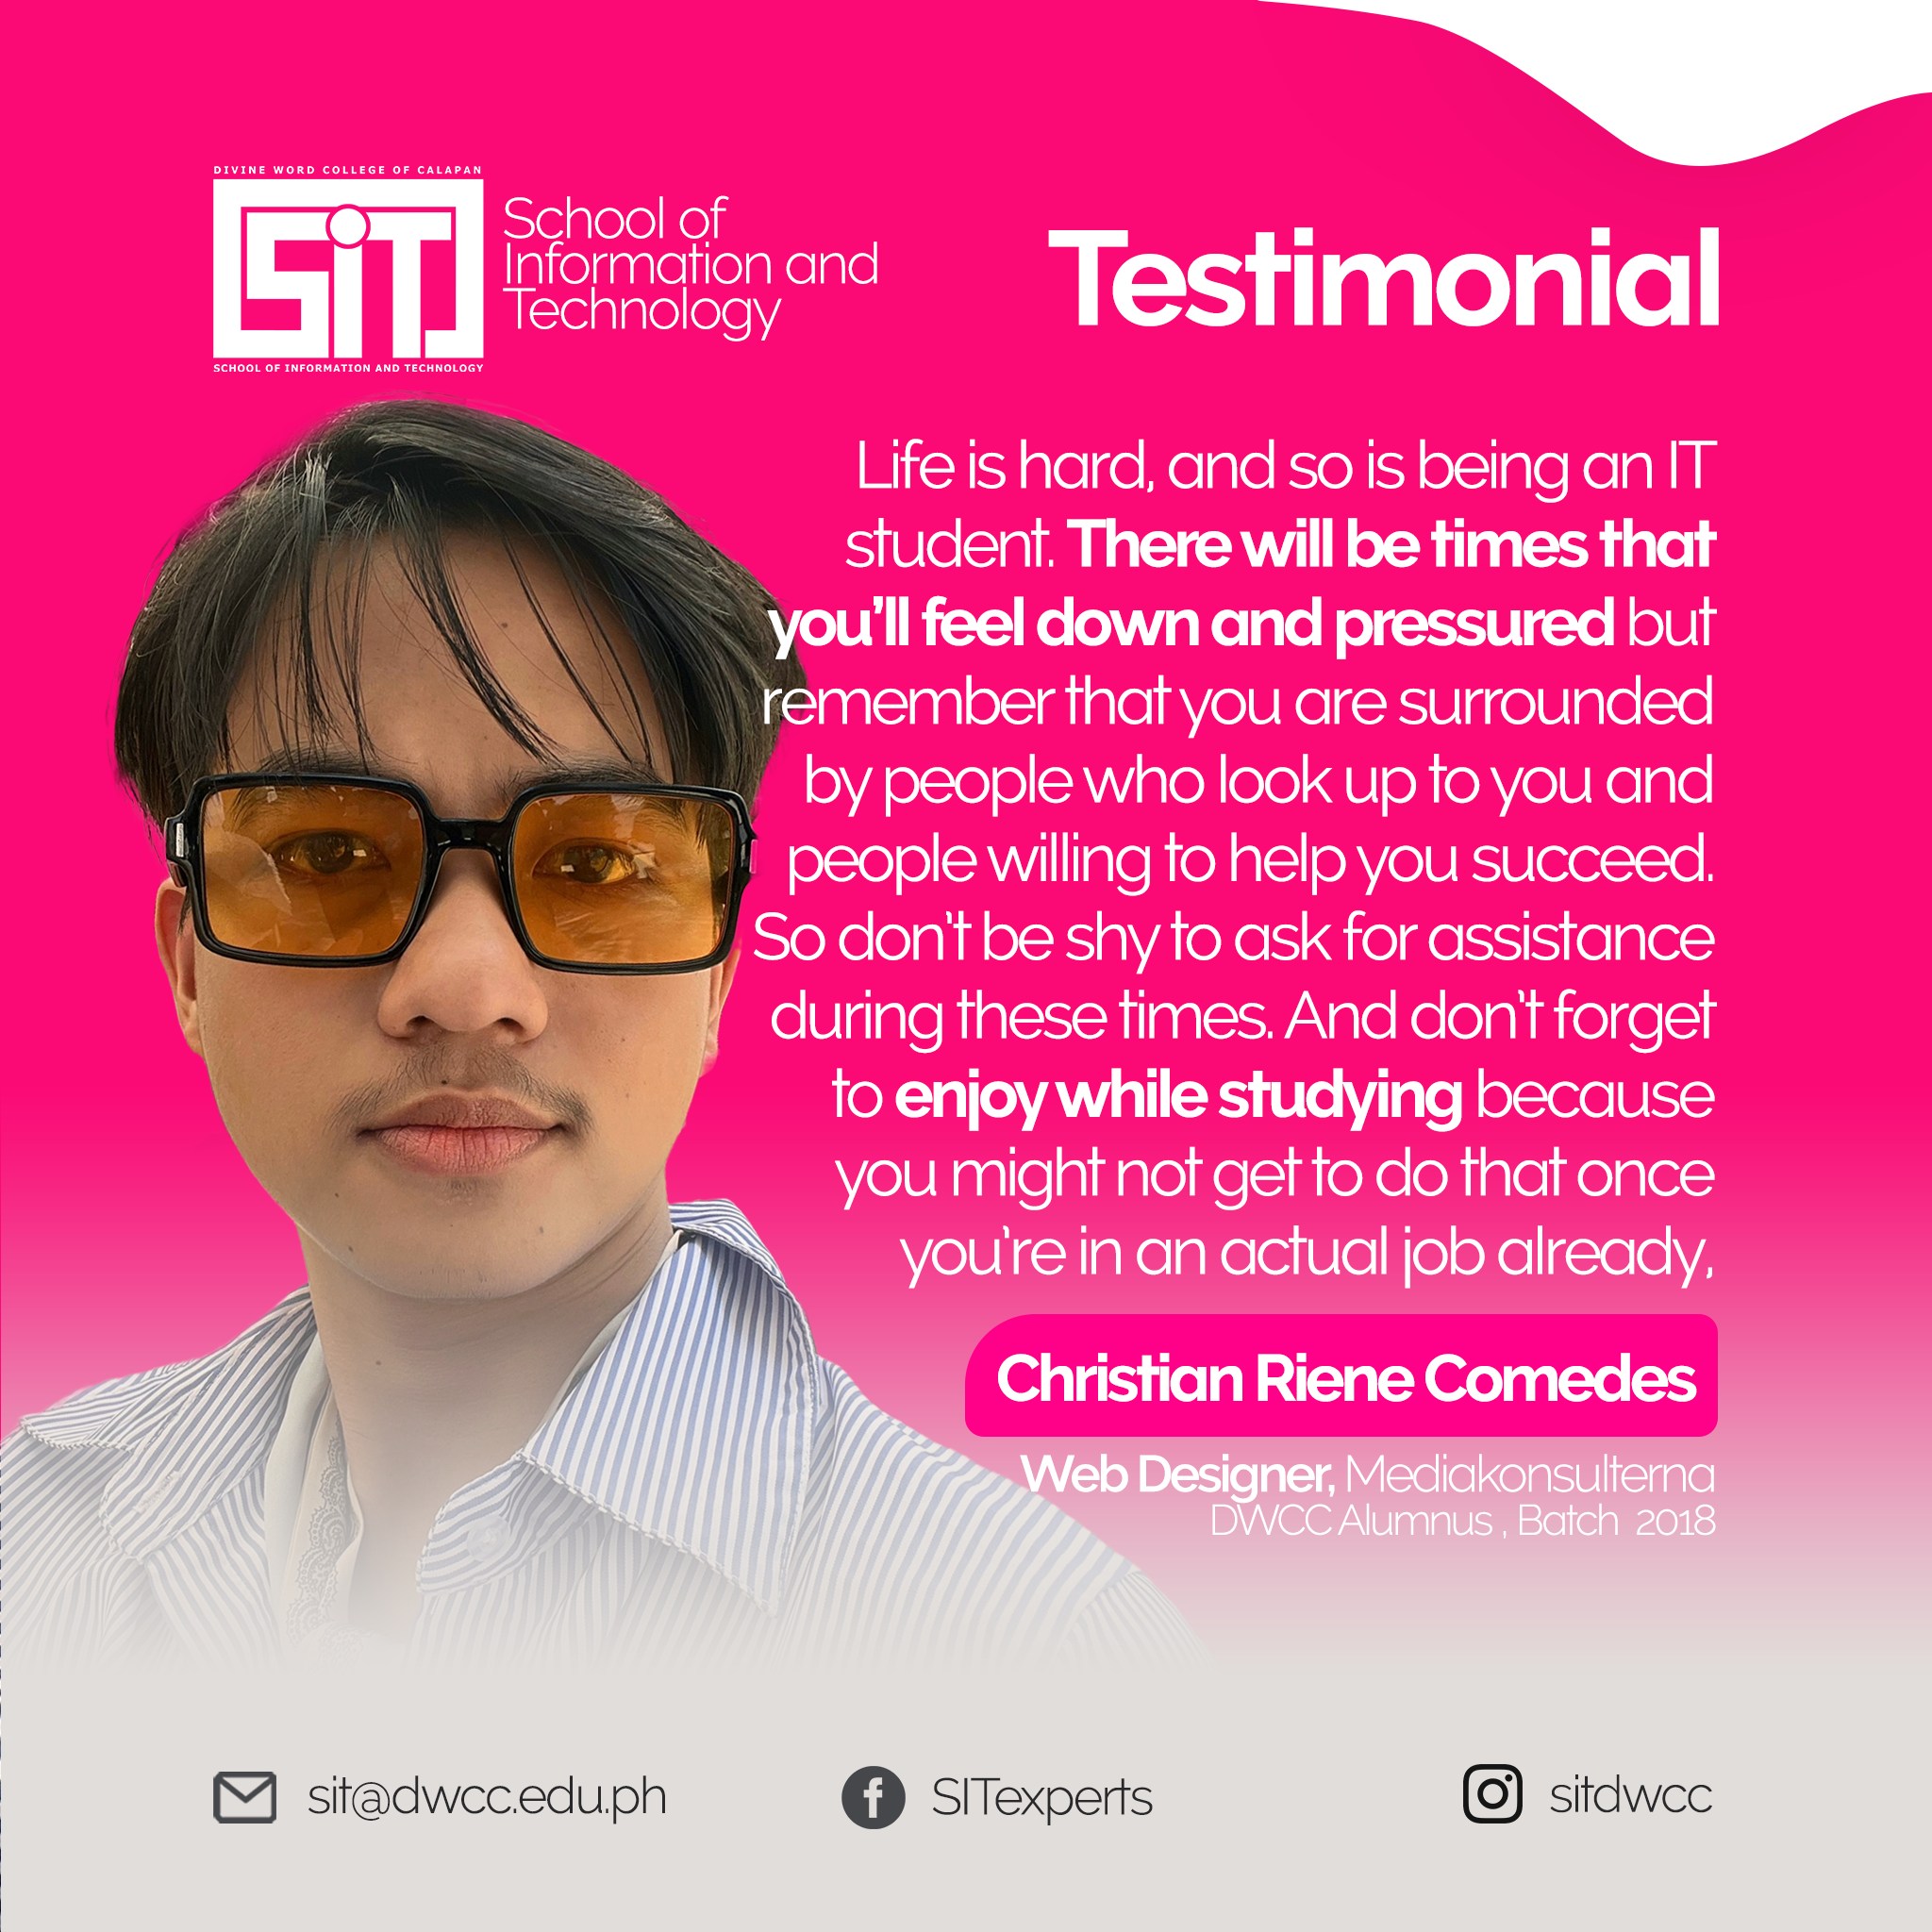 DIVINE WORD COLLEGE OF CALAPAN
SiT
SCHOOL OF INFORMATION AND TECHNOLOGY
School of
Information and
Technology
Testimonial
Life is hard, and so is being an IT
student. There will be times that
you'll feel down and pressured but
remember that you are surrounded
by people who look up to you and
people willing to help you succeed.
So don't be shy to ask for assistance
during these times. And don't forget
to enjoy while studying because
you might not get to do that once
you're in an actual job already,
Christian Riene Comedes
Web Designer, Mediakonsulterna
DWCC Alumnus , Batch 2018
sit@dwcc.edu.ph
SITexperts
sitdwcc